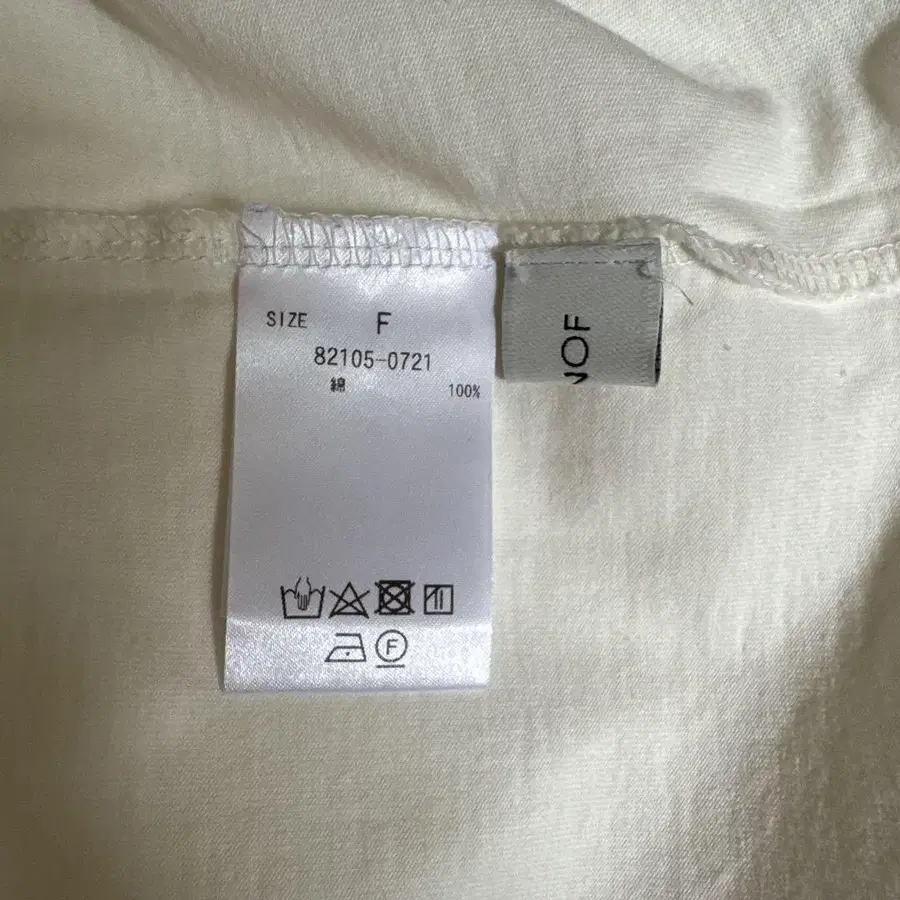 SIZE F
82105-0721
綿 100%
NOF
F